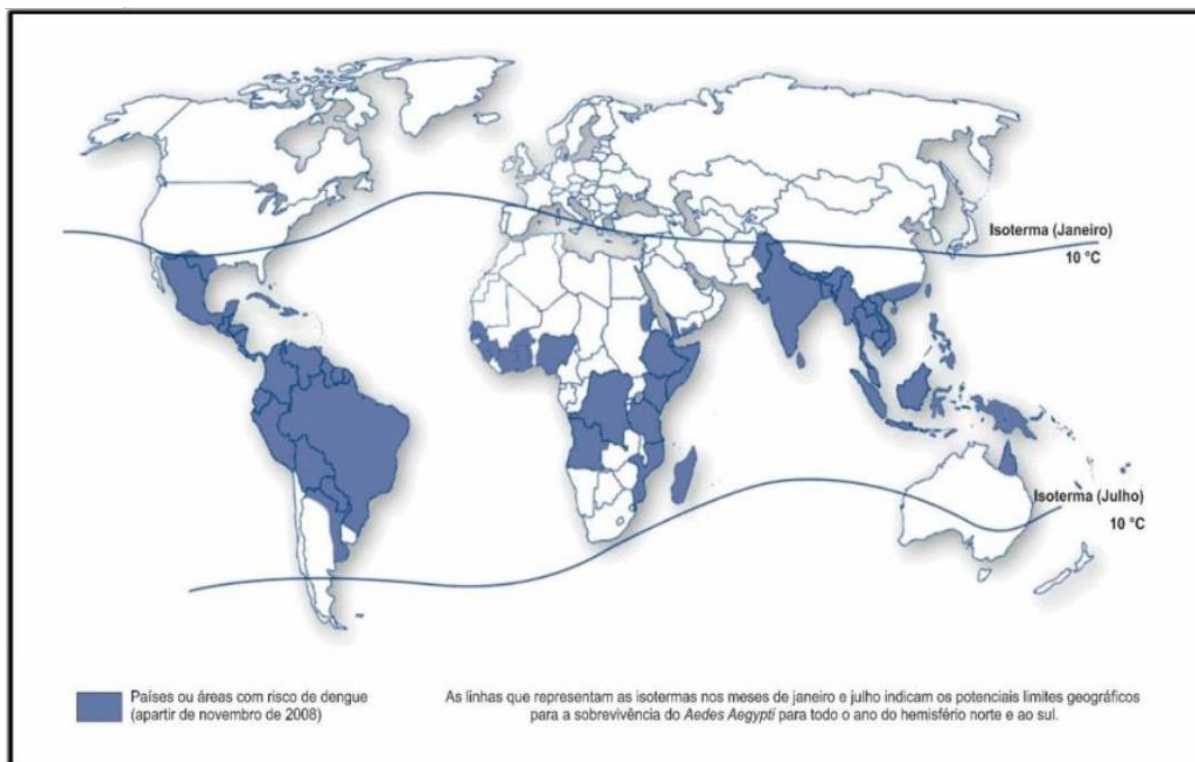 Isoterma (Janeiro)
10 °C
Isoterma (Julho)
10 °C
Países ou áreas com risco de dengue
(apartir de novembro de 2008)
As linhas que representam as isotermas nos meses de janeiro e julho indicam os potenciais limites geográficos
para a sobrevivência do Aedes Aegypti para todo o ano do hemisfério norte e ao sul.